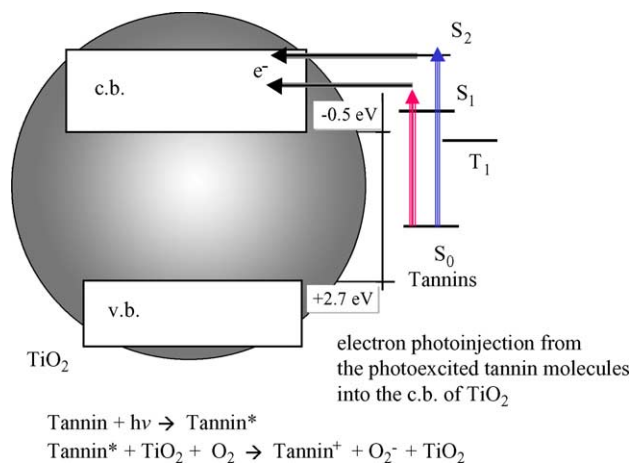 S₂
e⁻
c.b.
S₁
-0.5 eV
T₁
S₀
Tannins
+2.7 eV
v.b.
TiO₂
electron photoinjection from
the photoexcited tannin molecules
into the c.b. of TiO₂
Tannin + hν → Tannin*
Tannin* + TiO₂ + O₂ → Tannin⁺ + O₂⁻ + TiO₂